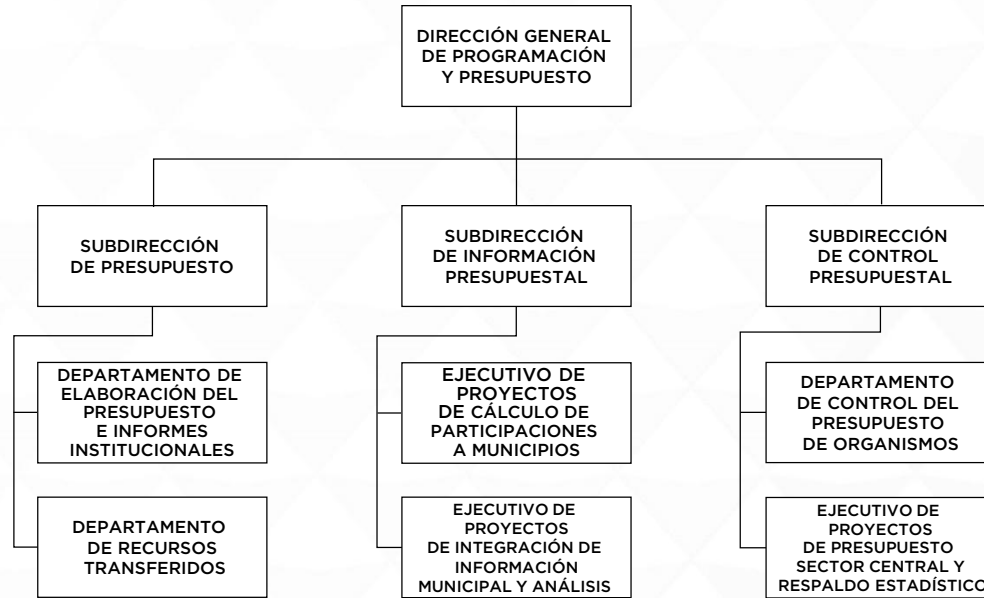 DIRECCIÓN GENERAL
DE PROGRAMACIÓN
Y PRESUPUESTO
SUBDIRECCIÓN
DE PRESUPUESTO
SUBDIRECCIÓN
DE INFORMACIÓN
PRESUPUESTAL
SUBDIRECCIÓN
DE CONTROL
PRESUPUESTAL
DEPARTAMENTO DE
ELABORACIÓN DEL
PRESUPUESTO
E INFORMES
INSTITUCIONALES
EJECUTIVO DE
PROYECTOS
DE CÁLCULO DE
PARTICIPACIONES
A MUNICIPIOS
DEPARTAMENTO
DE CONTROL DEL
PRESUPUESTO
DE ORGANISMOS
DEPARTAMENTO
DE RECURSOS
TRANSFERIDOS
EJECUTIVO DE
PROYECTOS
DE INTEGRACIÓN DE
INFORMACIÓN
MUNICIPAL Y ANÁLISIS
EJECUTIVO DE
PROYECTOS
DE PRESUPUESTO
SECTOR CENTRAL Y
RESPALDO ESTADÍSTICO